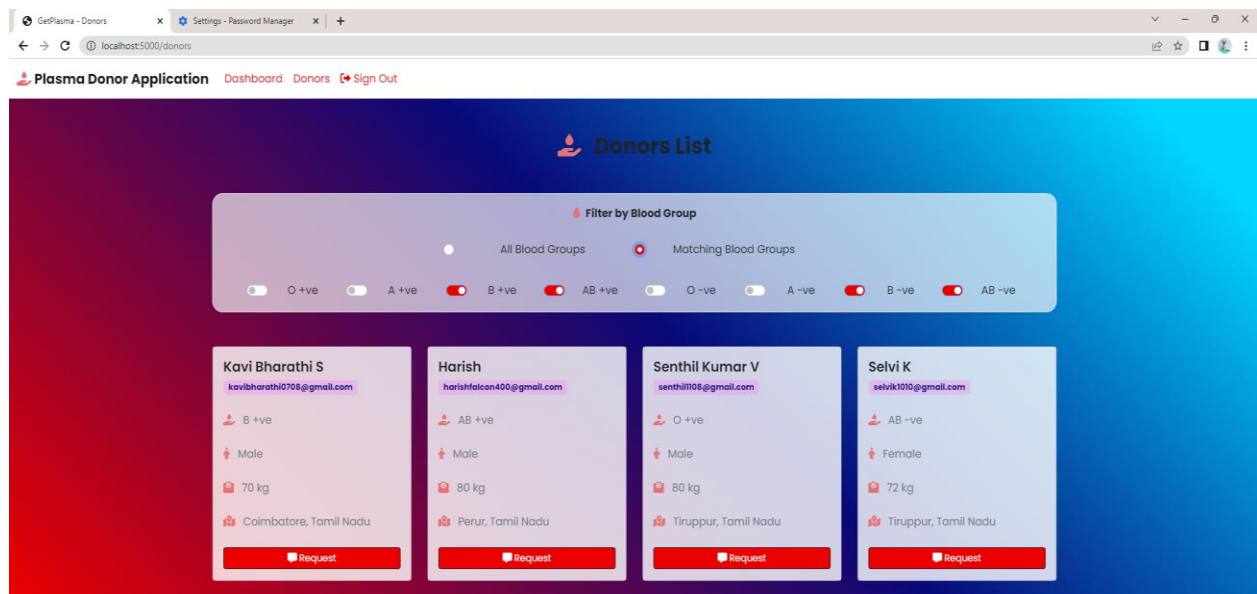 GetPlasma - Donors
Settings - Password Manager
localhost:5000/donors
Plasma Donor Application Dashboard Donors Sign Out
Donors List
Filter by Blood Group
All Blood Groups Matching Blood Groups
O +ve A +ve B +ve AB +ve O -ve A -ve B -ve AB -ve
Kavi Bharathi S
kavibharathi0708@gmail.com
B +ve
Male
70 kg
Coimbatore, Tamil Nadu
Request
Harish
harishfalcon400@gmail.com
AB +ve
Male
80 kg
Perur, Tamil Nadu
Request
Senthil Kumar V
senthil1108@gmail.com
O +ve
Male
80 kg
Tiruppur, Tamil Nadu
Request
Selvi K
selvik1010@gmail.com
AB -ve
Female
72 kg
Tiruppur, Tamil Nadu
Request